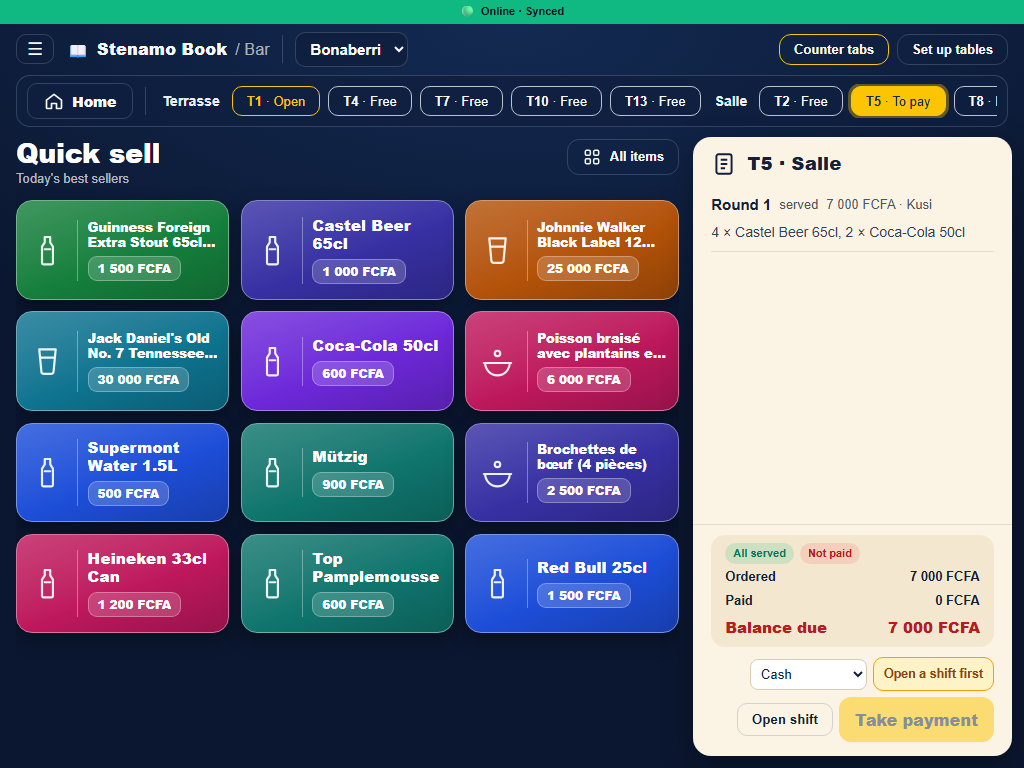 Online · Synced
Stenamo Book / Bar
Bonaberri
Counter tabs
Set up tables
Home
Terrasse
T1 · Open
T4 · Free
T7 · Free
T10 · Free
T13 · Free
Salle
T2 · Free
T5 · To pay
T8 ·
Quick sell
Today's best sellers
All items
Guinness Foreign
Extra Stout 65cl...
1 500 FCFA
Castel Beer
65cl
1 000 FCFA
Johnnie Walker
Black Label 12...
25 000 FCFA
Jack Daniel's Old
No. 7 Tennessee...
30 000 FCFA
Coca-Cola 50cl
600 FCFA
Poisson braisé
avec plantains e...
6 000 FCFA
Supermont
Water 1.5L
500 FCFA
Mützig
900 FCFA
Brochettes de
bœuf (4 pièces)
2 500 FCFA
Heineken 33cl
Can
1 200 FCFA
Top
Pamplemousse
600 FCFA
Red Bull 25cl
1 500 FCFA
T5 · Salle
Round 1 served 7 000 FCFA · Kusi
4 × Castel Beer 65cl, 2 × Coca-Cola 50cl
All served
Not paid
Ordered 7 000 FCFA
Paid 0 FCFA
Balance due 7 000 FCFA
Cash
Open a shift first
Open shift
Take payment